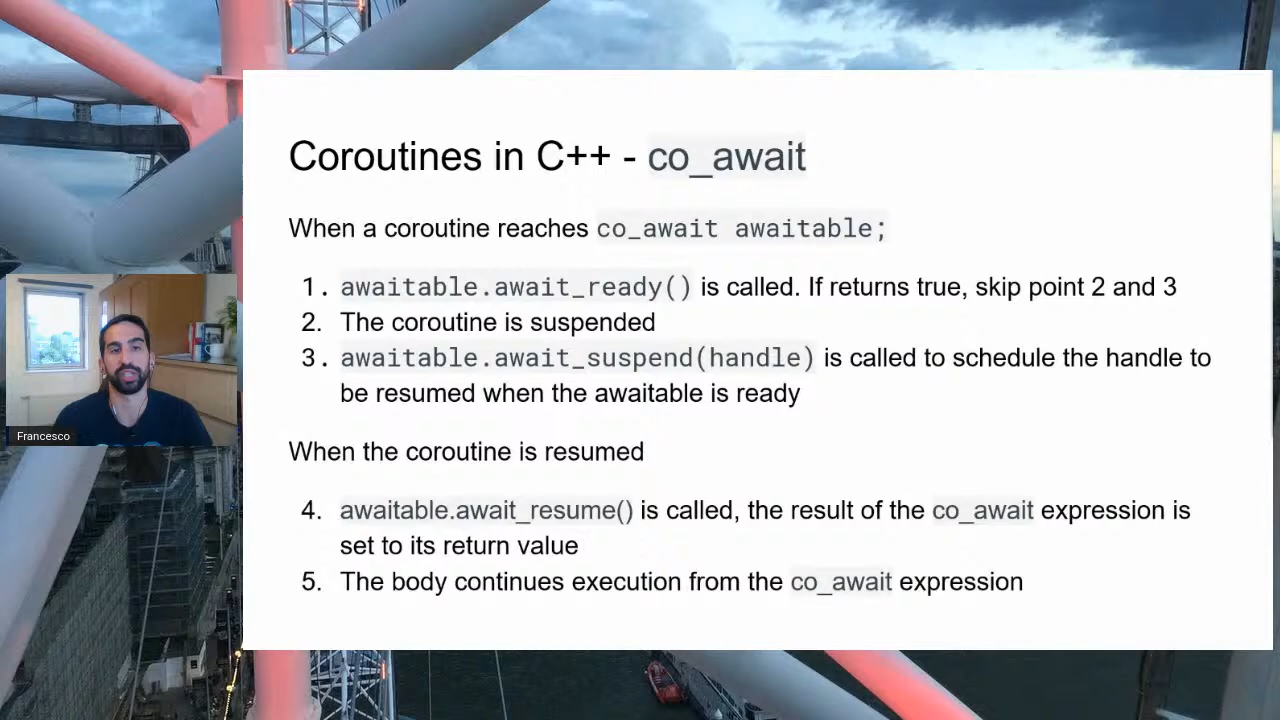 Coroutines in C++ - co_await
When a coroutine reaches co_await awaitable;
1. awaitable.await_ready() is called. If returns true, skip point 2 and 3
2. The coroutine is suspended
3. awaitable.await_suspend(handle) is called to schedule the handle to
be resumed when the awaitable is ready
When the coroutine is resumed
4. awaitable.await_resume() is called, the result of the co_await expression is
set to its return value
5. The body continues execution from the co_await expression
Francesco